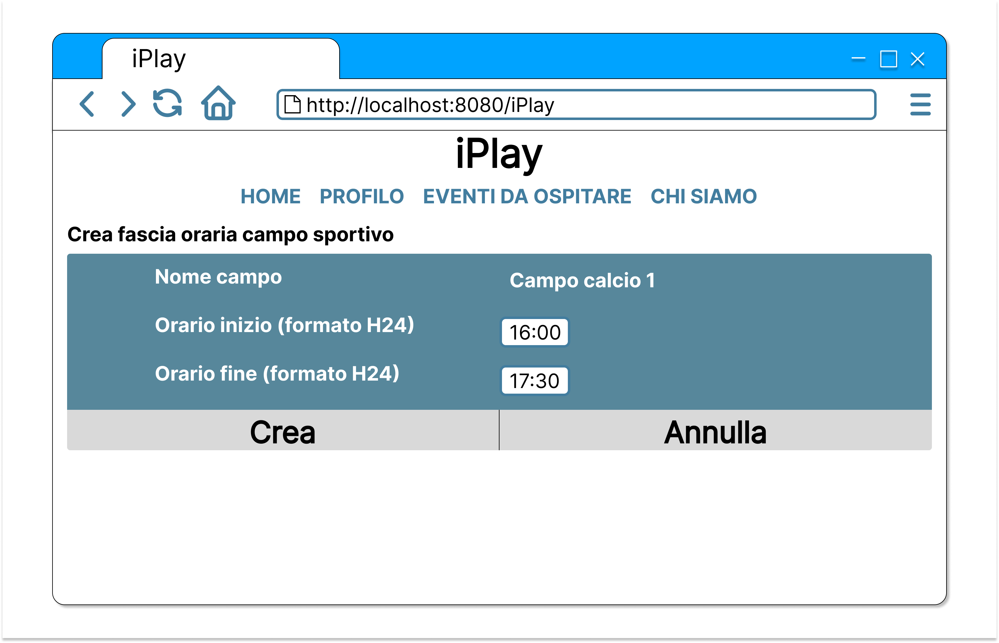 iPlay
http://localhost:8080/iPlay
iPlay
HOME PROFILO EVENTI DA OSPITARE CHI SIAMO
Crea fascia oraria campo sportivo
Nome campo Campo calcio 1
Orario inizio (formato H24) 16:00
Orario fine (formato H24) 17:30
Crea Annulla